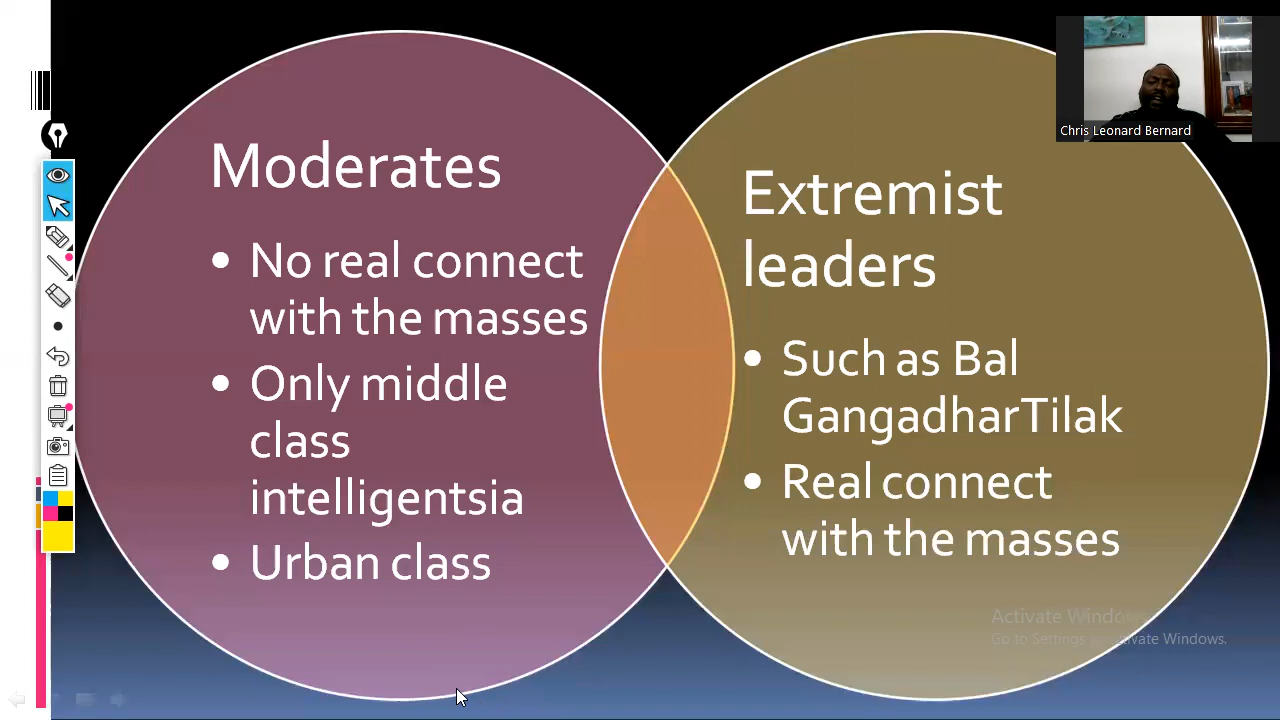 Moderates
• No real connect
with the masses
• Only middle
class
intelligentsia
• Urban class
Extremist
leaders
• Such as Bal
GangadharTilak
• Real connect
with the masses
Chris Leonard Bernard
Activate Windows
Go to Settings to activate Windows.